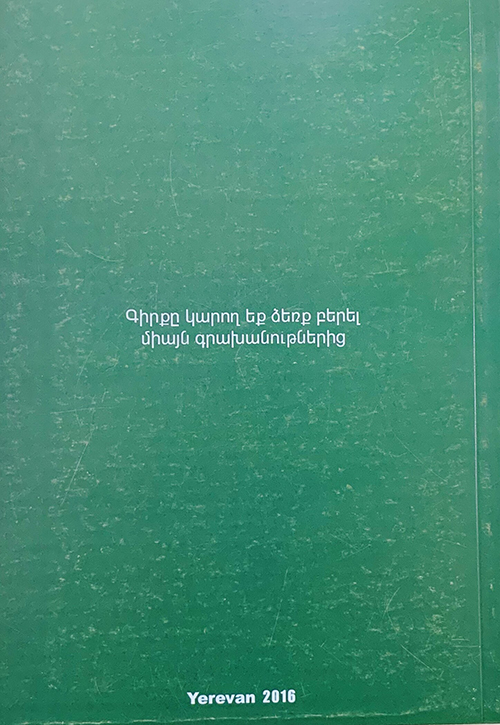 Գիրքը կարող եք ձեռք բերել
միայն գրախանութներից
Yerevan 2016